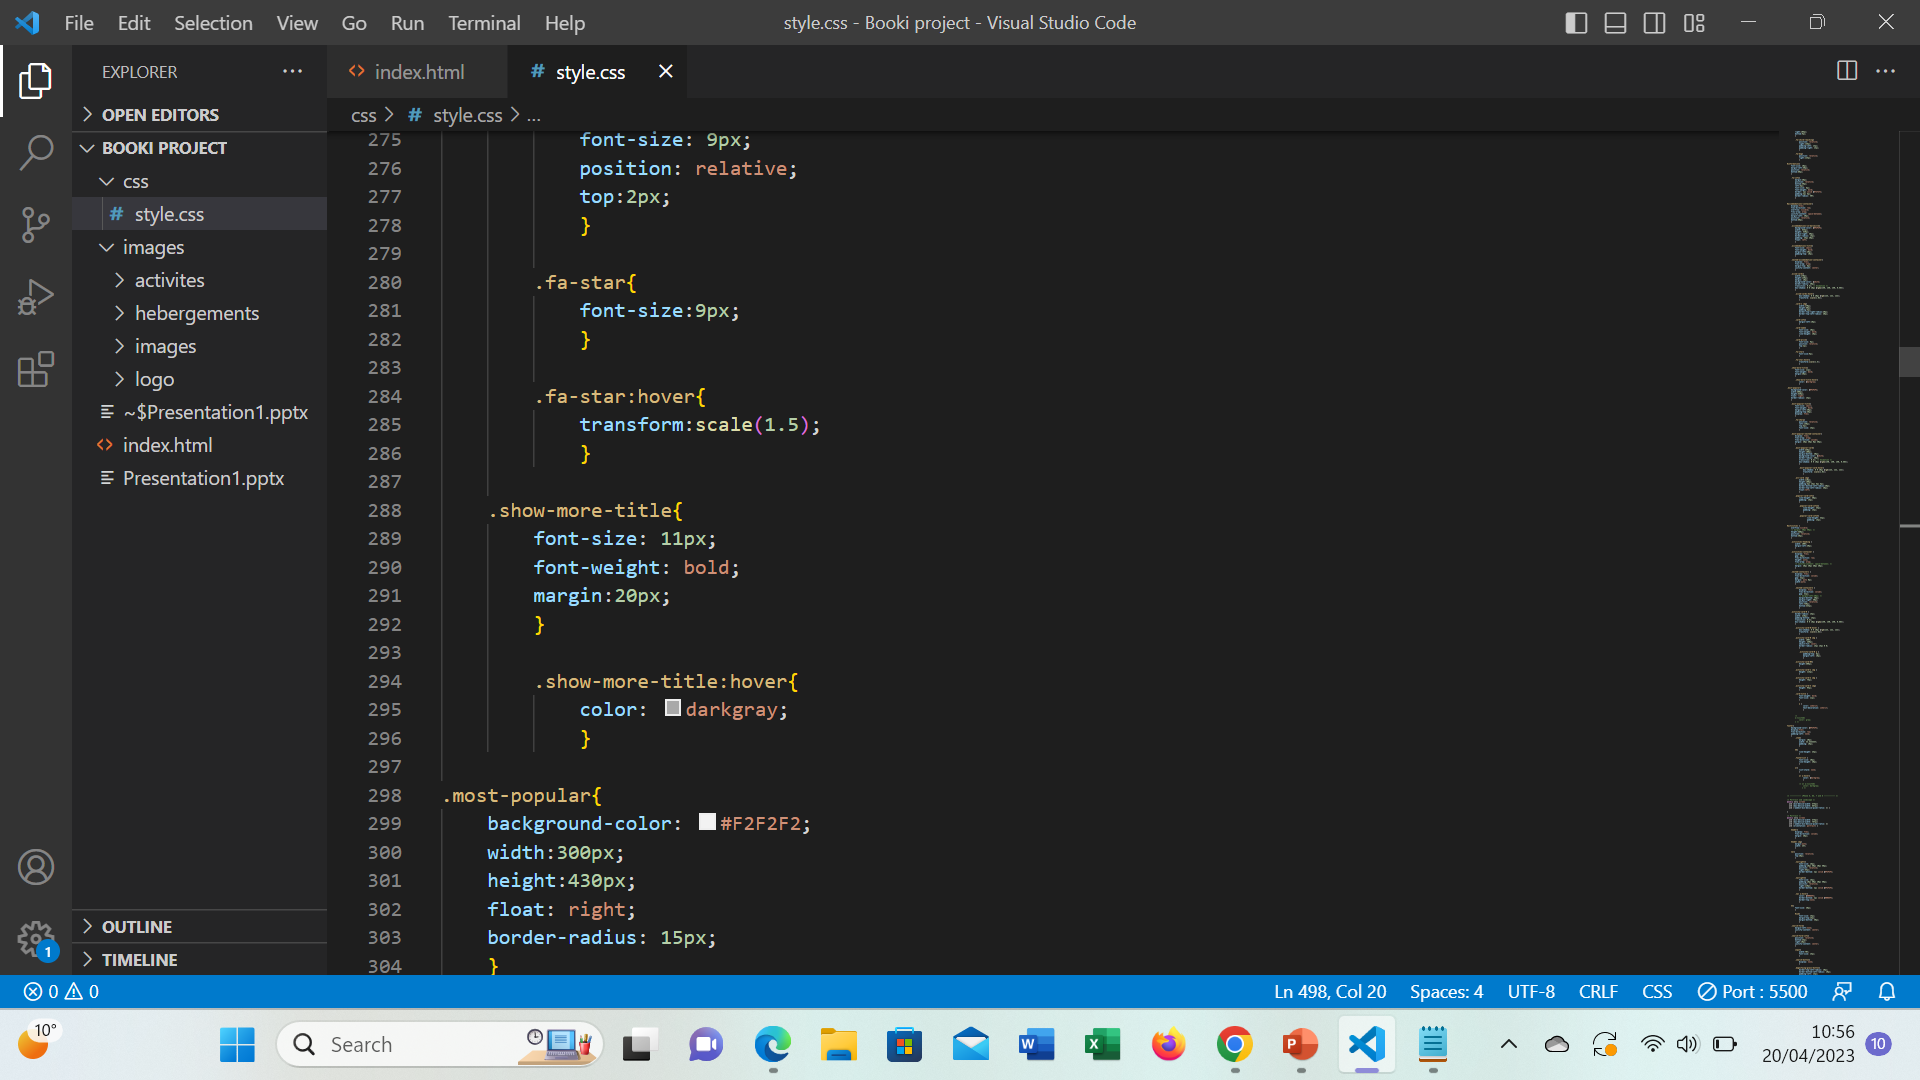 File Edit Selection View Go Run Terminal Help
style.css - Booki project - Visual Studio Code
EXPLORER
OPEN EDITORS
BOOKI PROJECT
css
# style.css
images
activites
hebergements
images
logo
~$Presentation1.pptx
<> index.html
Presentation1.pptx
OUTLINE
TIMELINE
1
<> index.html
# style.css
css > # style.css > ...
275 font-size: 9px;
276 position: relative;
277 top:2px;
278 }
279
280 .fa-star{
281 font-size:9px;
282 }
283
284 .fa-star:hover{
285 transform:scale(1.5);
286 }
287
288 .show-more-title{
289 font-size: 11px;
290 font-weight: bold;
291 margin:20px;
292 }
293
294 .show-more-title:hover{
295 color: darkgray;
296 }
297
298 .most-popular{
299 background-color: #F2F2F2;
300 width:300px;
301 height:430px;
302 float: right;
303 border-radius: 15px;
304 }
0 0 Ln 498, Col 20 Spaces: 4 UTF-8 CRLF CSS Port : 5500
10° Search
10:56
20/04/2023 10